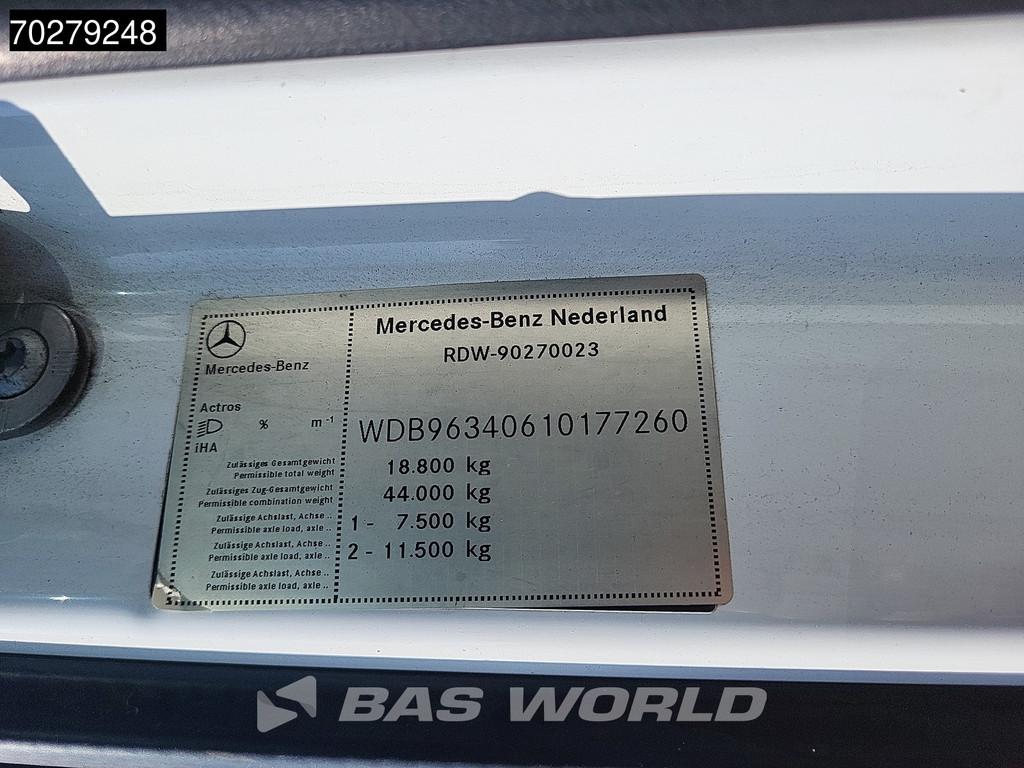 70279248
Mercedes-Benz Nederland
RDW-90270023
Mercedes-Benz
Actros
% m⁻¹
iHA
WDB96340610177260
Zulässiges Gesamtgewicht
Permissible total weight 18.800 kg
Zulässiges Zug-Gesamtgewicht
Permissible combination weight 44.000 kg
Zulässige Achslast, Achse ..
Permissible axle load, axle .. 1 - 7.500 kg
Zulässige Achslast, Achse ..
Permissible axle load, axle .. 2 - 11.500 kg
Zulässige Achslast, Achse ..
Permissible axle load, axle ..
BAS WORLD